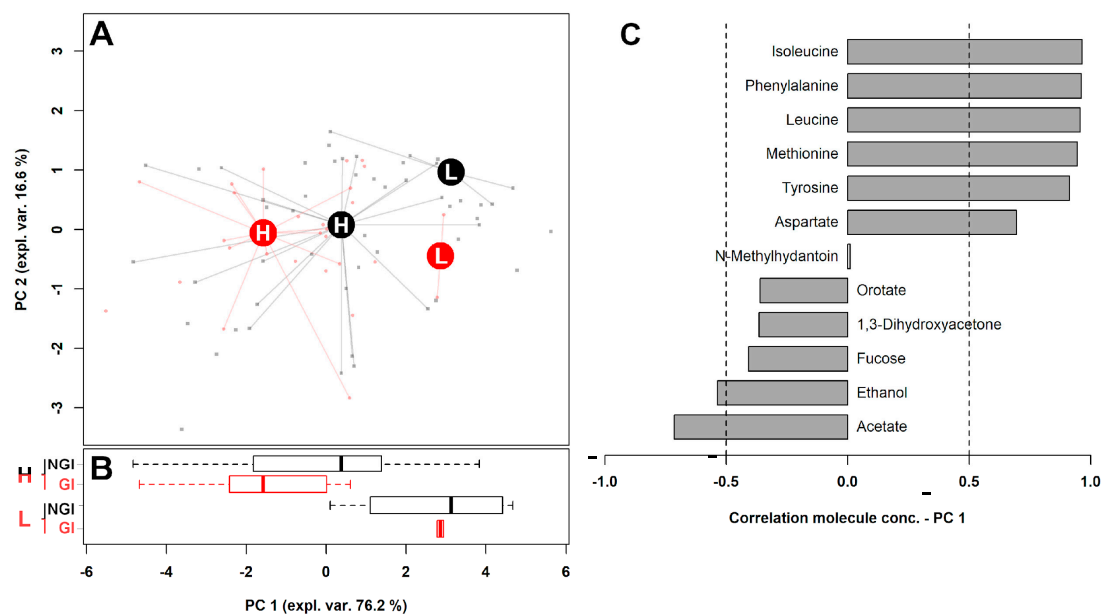 A
PC 2 (expl. var. 16.6 %)
3
2
1
0
-1
-2
-3
L
H
H
L
B
H
NGI
GI
L
NGI
GI
-6
-4
-2
0
2
4
6
PC 1 (expl. var. 76.2 %)
C
Isoleucine
Phenylalanine
Leucine
Methionine
Tyrosine
Aspartate
N-Methylhydantoin
Orotate
1,3-Dihydroxyacetone
Fucose
Ethanol
Acetate
-1.0
-0.5
0.0
0.5
1.0
Correlation molecule conc. - PC 1